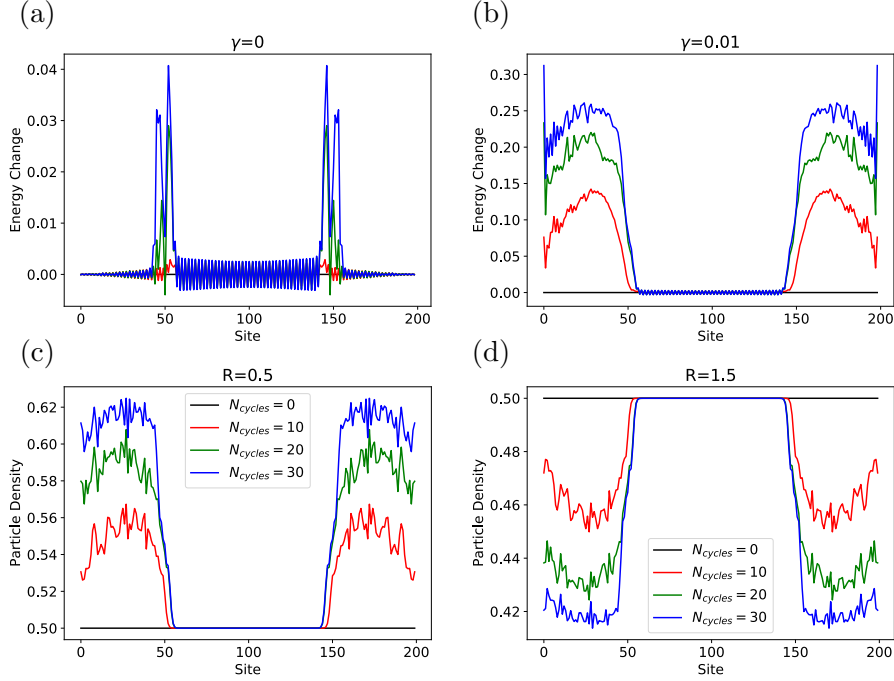 (a)
γ=0
Energy Change
0.04
0.03
0.02
0.01
0.00
0
50
100
150
200
Site
(b)
γ=0.01
Energy Change
0.30
0.25
0.20
0.15
0.10
0.05
0.00
0
50
100
150
200
Site
(c)
R=0.5
Particle Density
0.62
0.60
0.58
0.56
0.54
0.52
0.50
N_cycles = 0
N_cycles = 10
N_cycles = 20
N_cycles = 30
0
50
100
150
200
Site
(d)
R=1.5
Particle Density
0.50
0.48
0.46
0.44
0.42
N_cycles = 0
N_cycles = 10
N_cycles = 20
N_cycles = 30
0
50
100
150
200
Site